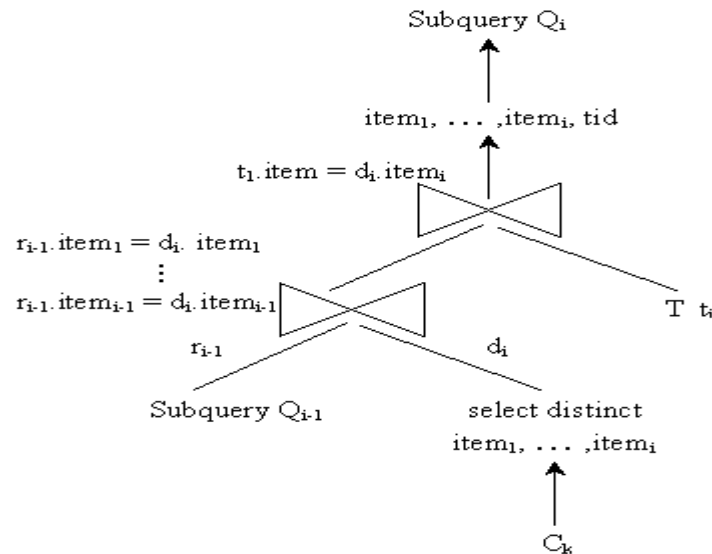 Subquery Qᵢ
item₁, . . . ,itemᵢ, tid
t₁.item = dᵢ.itemᵢ
rᵢ₋₁.item₁ = dᵢ. item₁
⋮
rᵢ₋₁.itemᵢ₋₁ = dᵢ.itemᵢ₋₁
T tᵢ
rᵢ₋₁ dᵢ
Subquery Qᵢ₋₁ select distinct
item₁, . . . ,itemᵢ
Cₖ